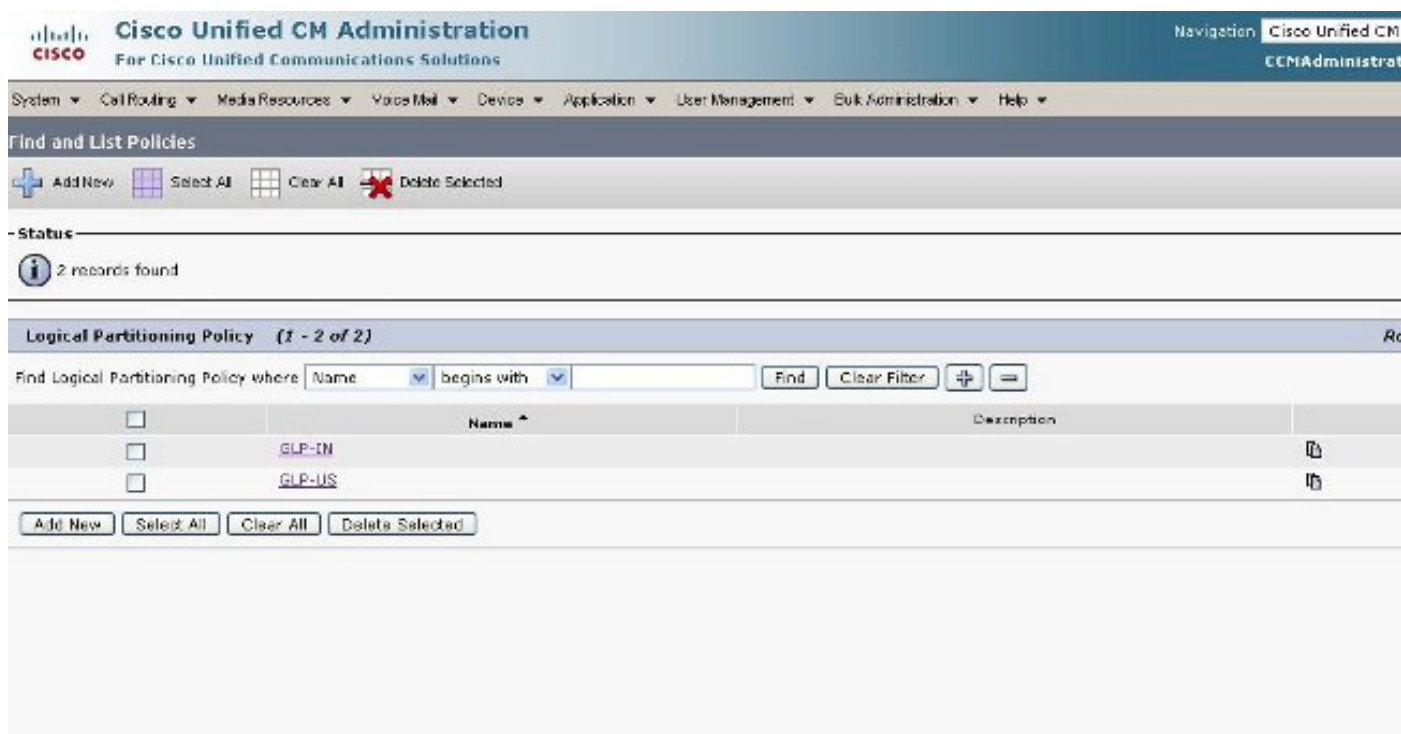 Cisco Unified CM Administration
Navigation Cisco Unified CM
CISCO
For Cisco Unified Communications Solutions
CCMAdministrat
System Call Routing Media Resources Voice Mail Device Application User Management Bulk Administration Help
Find and List Policies
Add New Select All Clear All Delete Selected
Status
2 records found
Logical Partitioning Policy (1 - 2 of 2) Ro
Find Logical Partitioning Policy where Name begins with Find Clear Filter
Name Description
GLP-IN
GLP-US
Add New Select All Clear All Delete Selected